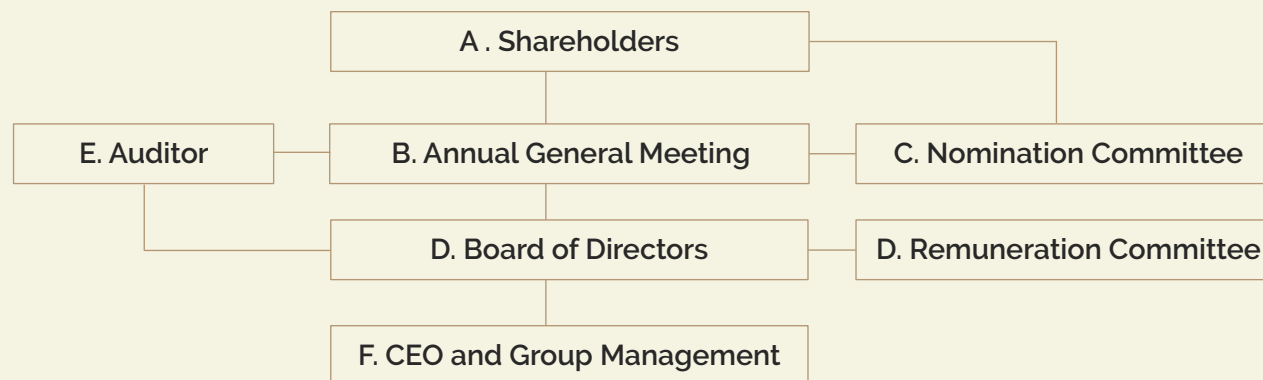 A . Shareholders
E. Auditor
B. Annual General Meeting
C. Nomination Committee
D. Board of Directors
D. Remuneration Committee
F. CEO and Group Management